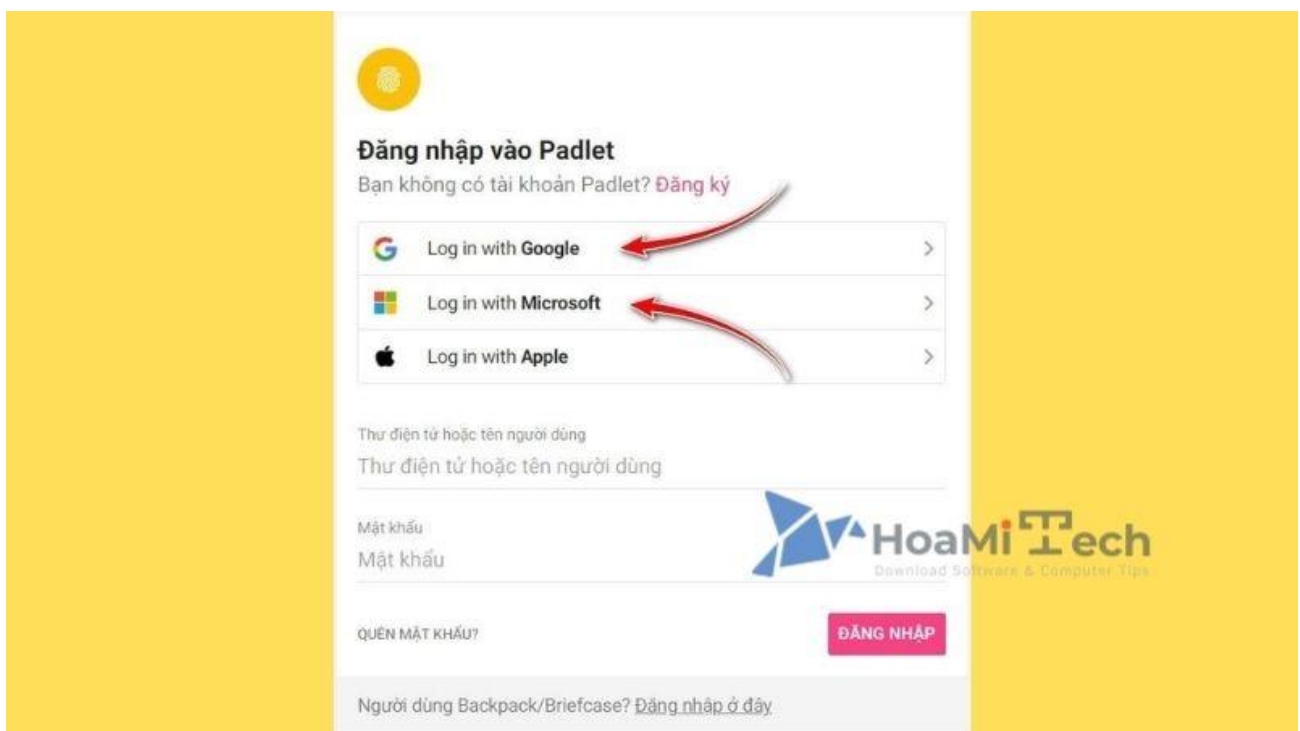 Đăng nhập vào Padlet
Bạn không có tài khoản Padlet? Đăng ký
Log in with Google
Log in with Microsoft
Log in with Apple
Thư điện tử hoặc tên người dùng
Thư điện tử hoặc tên người dùng
Mật khẩu
Mật khẩu
HoaMiTech
Download Software & Computer Tips
QUÊN MẬT KHẨU?
ĐĂNG NHẬP
Người dùng Backpack/Briefcase? Đăng nhập ở đây